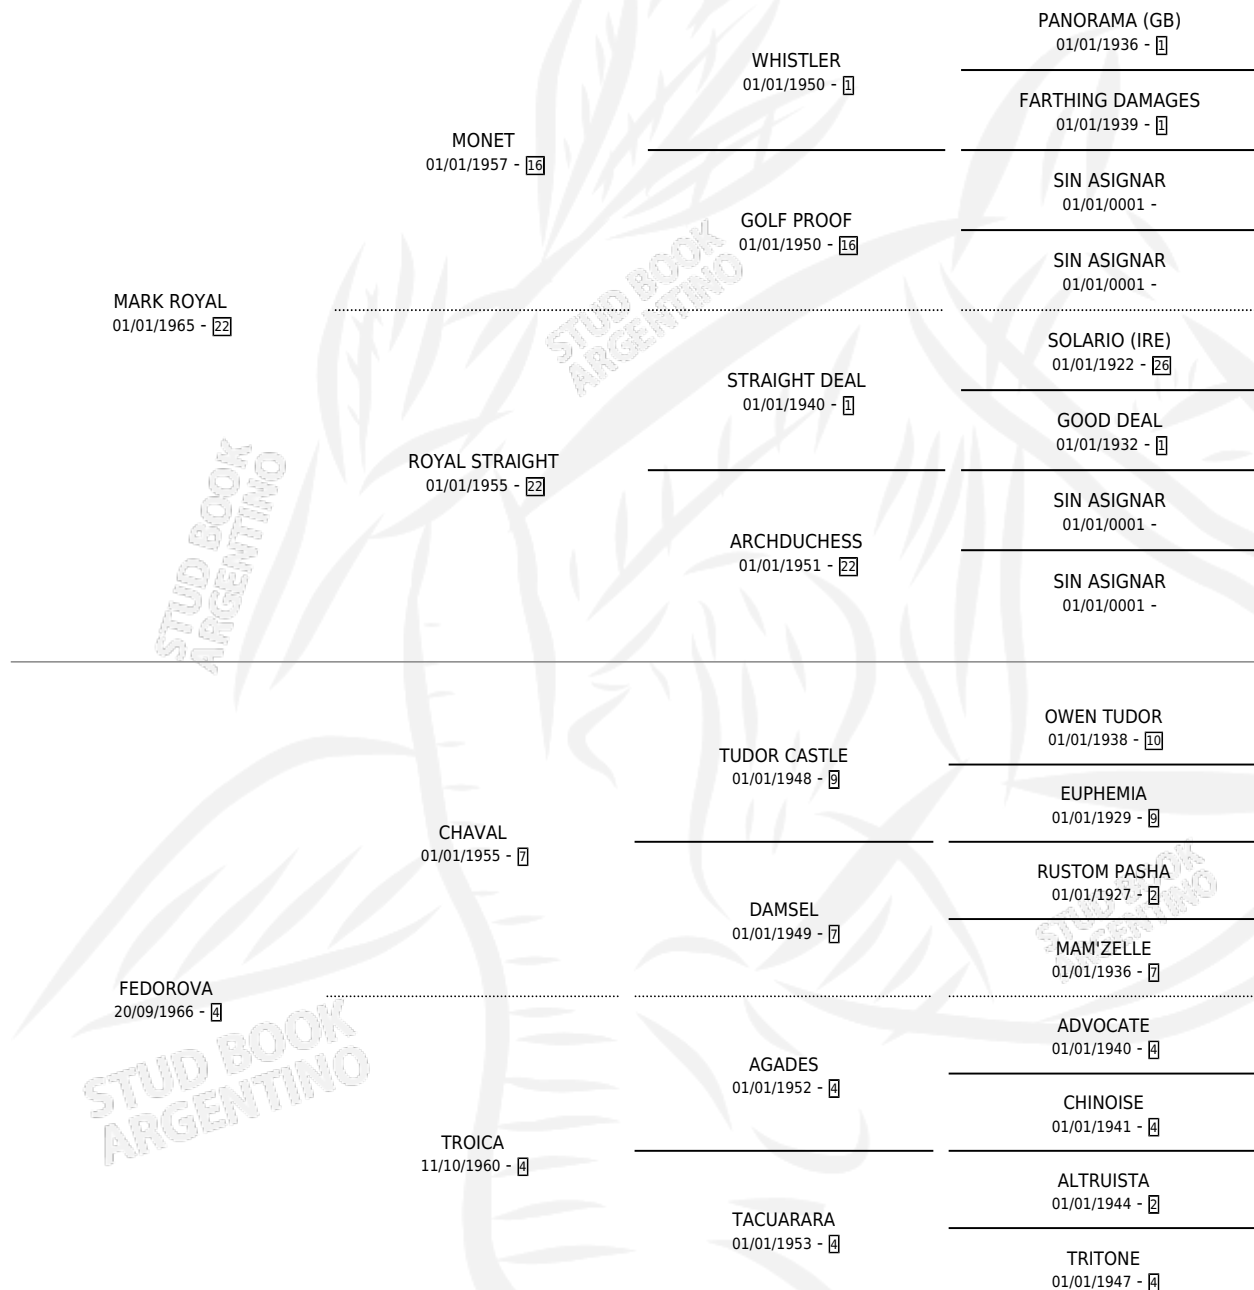 PANORAMA (GB)
01/01/1936 - 1
WHISTLER
01/01/1950 - 1
FARTHING DAMAGES
01/01/1939 - 1
MONET
01/01/1957 - 16
SIN ASIGNAR
01/01/0001 -
GOLF PROOF
01/01/1950 - 16
SIN ASIGNAR
01/01/0001 -
MARK ROYAL
01/01/1965 - 22
SOLARIO (IRE)
01/01/1922 - 26
STRAIGHT DEAL
01/01/1940 - 1
GOOD DEAL
01/01/1932 - 1
ROYAL STRAIGHT
01/01/1955 - 22
SIN ASIGNAR
01/01/0001 -
ARCHDUCHESS
01/01/1951 - 22
SIN ASIGNAR
01/01/0001 -
OWEN TUDOR
01/01/1938 - 10
TUDOR CASTLE
01/01/1948 - 9
EUPHEMIA
01/01/1929 - 9
CHAVAL
01/01/1955 - 7
RUSTOM PASHA
01/01/1927 - 2
DAMSEL
01/01/1949 - 7
MAM'ZELLE
01/01/1936 - 7
FEDOROVA
20/09/1966 - 4
ADVOCATE
01/01/1940 - 4
AGADES
01/01/1952 - 4
CHINOISE
01/01/1941 - 4
TROICA
11/10/1960 - 4
ALTRUISTA
01/01/1944 - 2
TACUARARA
01/01/1953 - 4
TRITONE
01/01/1947 - 4
STUD BOOK
ARGENTINO
STUD BOOK
ARGENTINO
STUD BOOK
ARGENTINO
STUD BOOK
ARGENTINO